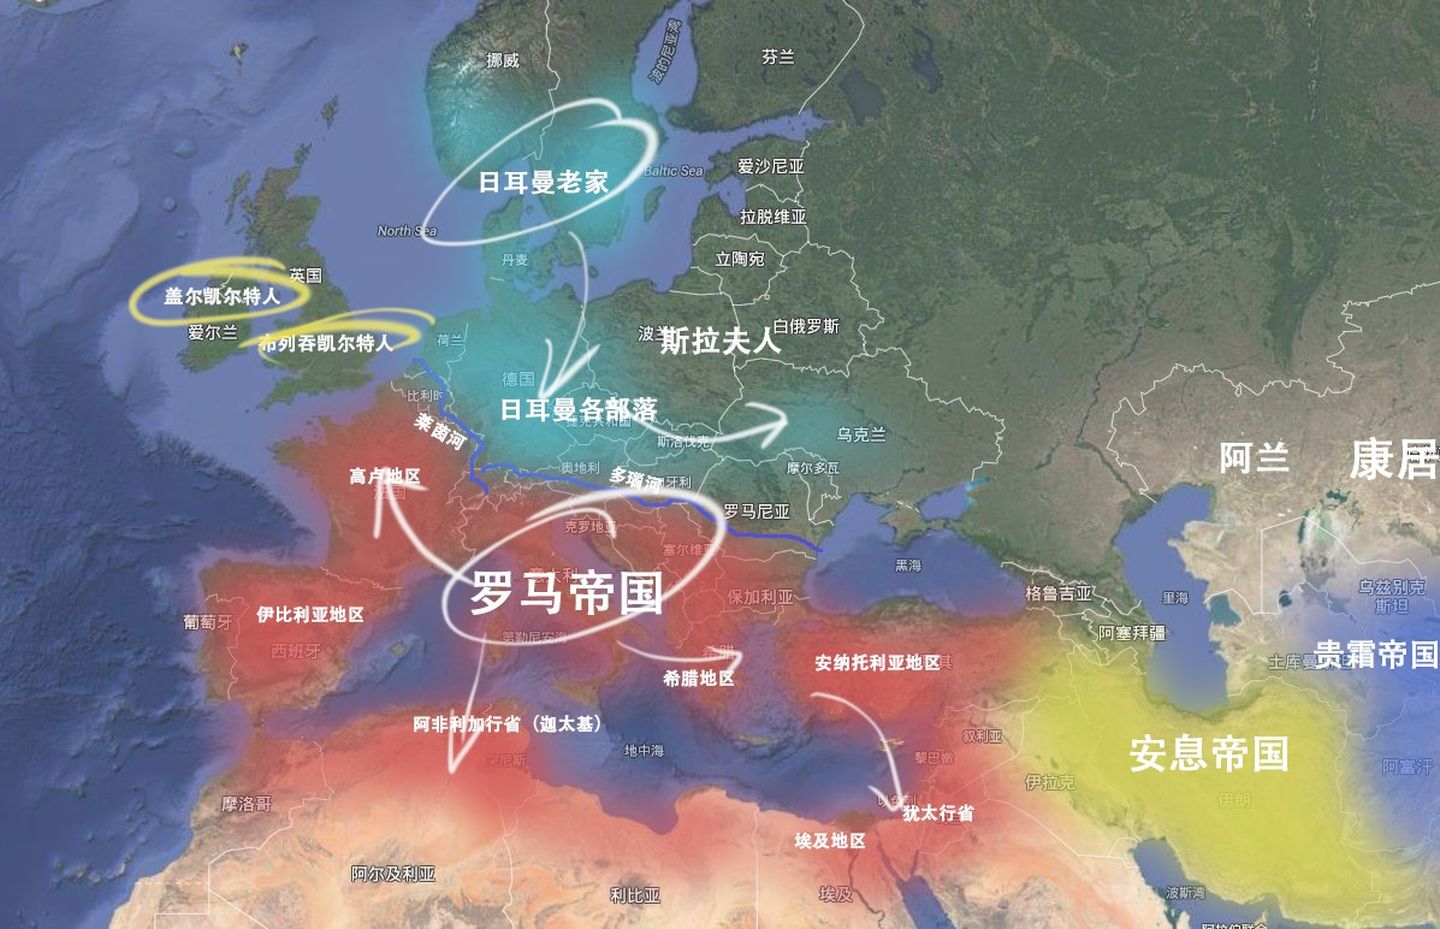 挪威
波的尼亚湾
芬兰
日耳曼老家
Baltic Sea
爱沙尼亚
拉脱维亚
North Sea
丹麦
立陶宛
英国
盖尔凯尔特人
爱尔兰
布列吞凯尔特人
荷兰
波兰
斯拉夫人
白俄罗斯
德国
比利时
日耳曼各部落
捷克共和国
莱茵河
斯洛伐克
乌克兰
阿兰
康居
高卢地区
法国
奥地利
多瑙河
匈牙利
摩尔多瓦
罗马尼亚
克罗地亚
塞尔维亚
黑海
罗马帝国
意大利
保加利亚
格鲁吉亚
里海
乌兹别克
斯坦
伊比利亚地区
葡萄牙
西班牙
第勒尼安海
希腊
希腊地区
安纳托利亚地区
阿塞拜疆
土库曼
贵霜帝国
阿非利加行省（迦太基）
地中海
突尼斯
叙利亚
黎巴嫩
安息帝国
伊拉克
伊朗
阿富汗
摩洛哥
以色列
犹太行省
埃及地区
阿尔及利亚
利比亚
埃及
波斯湾
阿拉伯联合